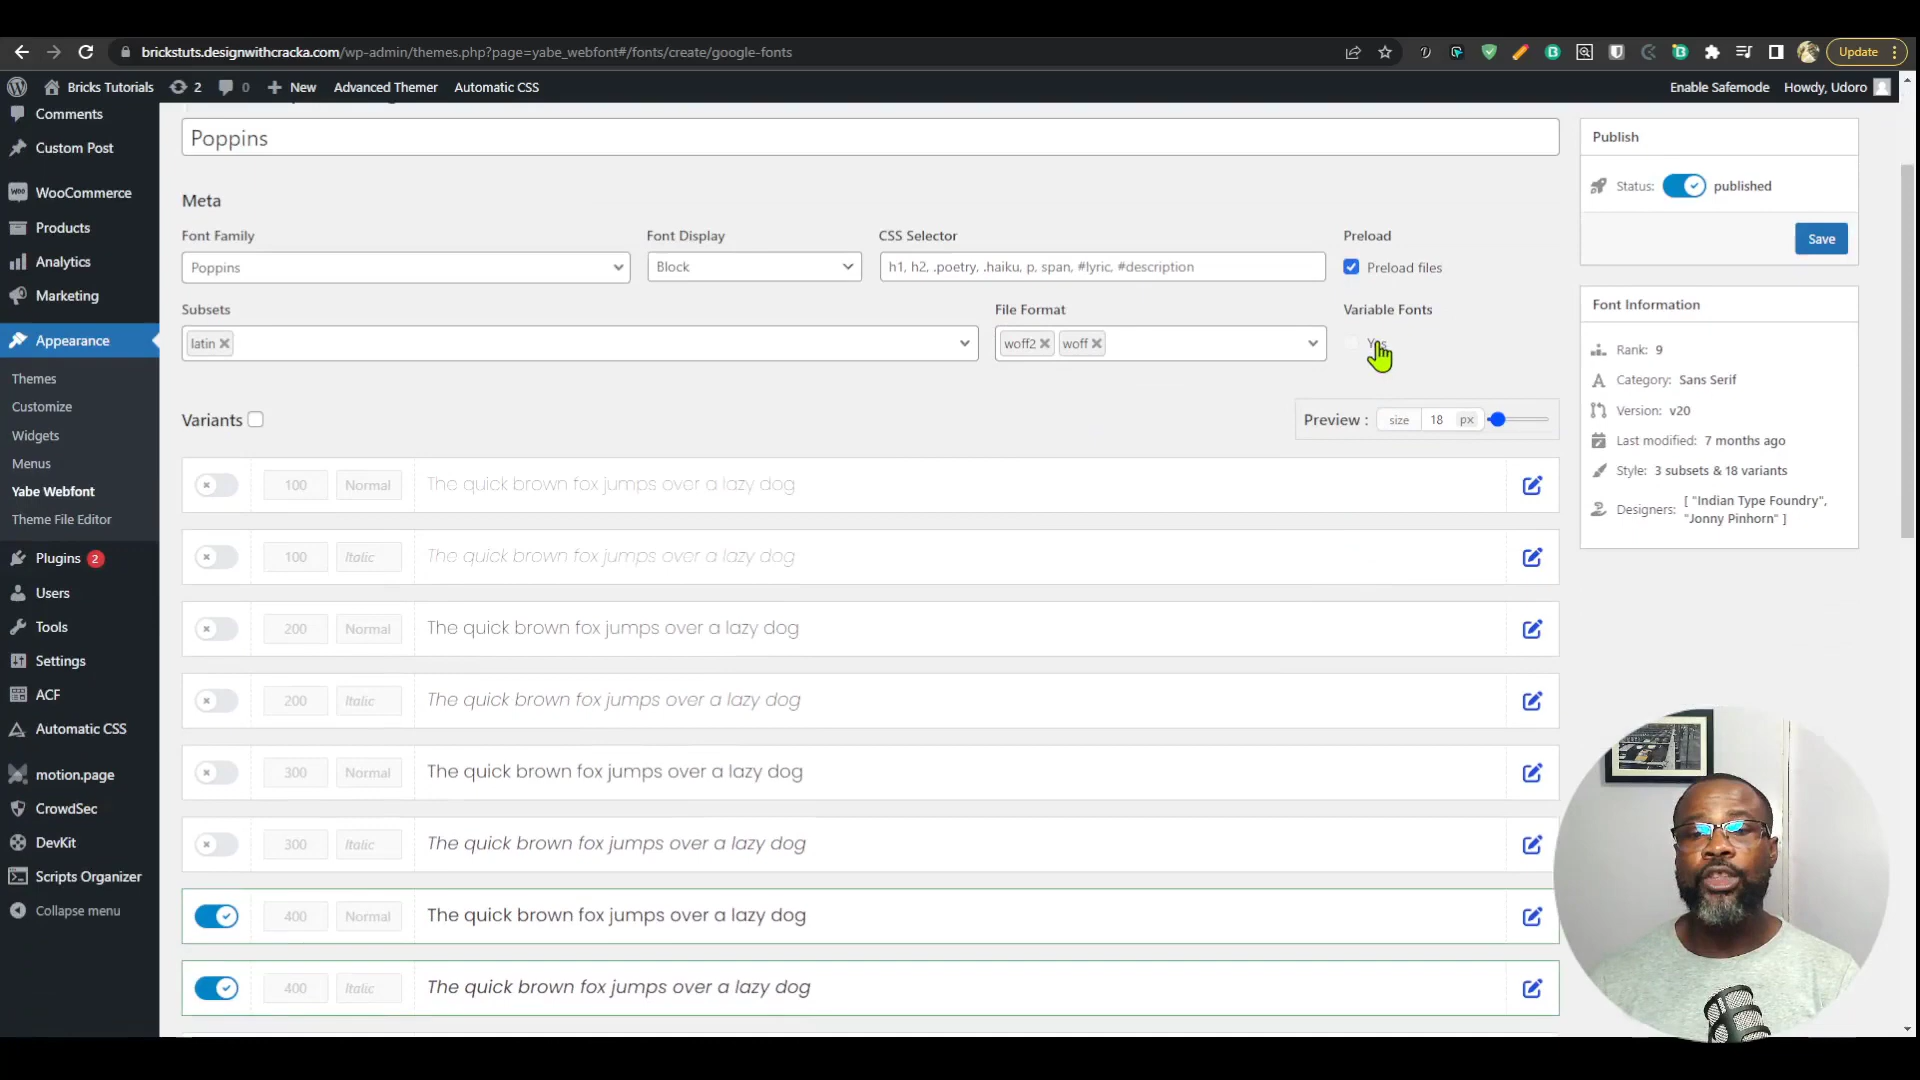 brickstuts.designwithcracka.com/wp-admin/themes.php?page=yabe_webfont#/fonts/create/google-fonts
Update
Bricks Tutorials
2
0
New
Advanced Themer
Automatic CSS
Enable Safemode
Howdy, Udoro
Comments
Custom Post
WooCommerce
Products
Analytics
Marketing
Appearance
Themes
Customize
Widgets
Menus
Yabe Webfont
Theme File Editor
Plugins 2
Users
Tools
Settings
ACF
Automatic CSS
motion.page
CrowdSec
DevKit
Scripts Organizer
Collapse menu
Poppins
Meta
Font Family
Font Display
CSS Selector
Preload
Poppins
Block
h1, h2, .poetry, .haiku, p, span, #lyric, #description
Preload files
Subsets
File Format
Variable Fonts
latin
woff2
woff
Yes
Variants
Preview :
size
18
px
100 Normal The quick brown fox jumps over a lazy dog
100 Italic The quick brown fox jumps over a lazy dog
200 Normal The quick brown fox jumps over a lazy dog
200 Italic The quick brown fox jumps over a lazy dog
300 Normal The quick brown fox jumps over a lazy dog
300 Italic The quick brown fox jumps over a lazy dog
400 Normal The quick brown fox jumps over a lazy dog
400 Italic The quick brown fox jumps over a lazy dog
Publish
Status: published
Save
Font Information
Rank: 9
Category: Sans Serif
Version: v20
Last modified: 7 months ago
Style: 3 subsets & 18 variants
Designers: [ "Indian Type Foundry",
"Jonny Pinhorn" ]